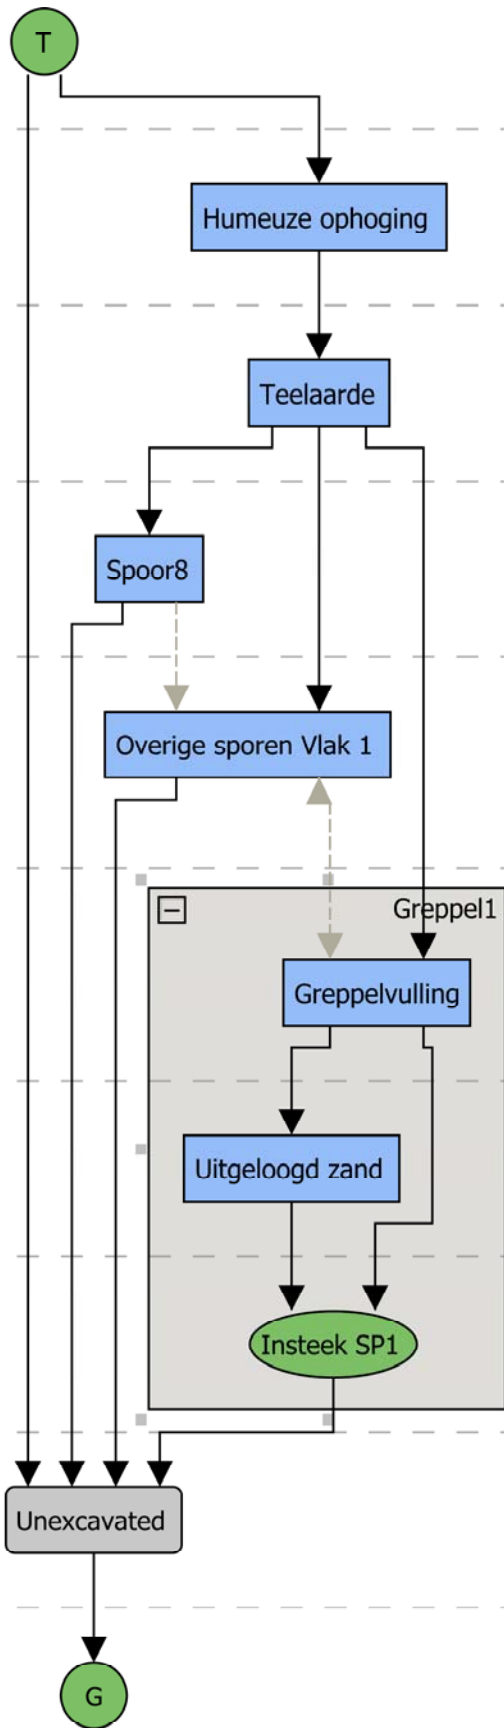 T
Humeuze ophoging
Teelaarde
Spoor8
Overige sporen Vlak 1
Greppel1
Greppelvulling
Uitgeloogd zand
Insteek SP1
Unexcavated
G